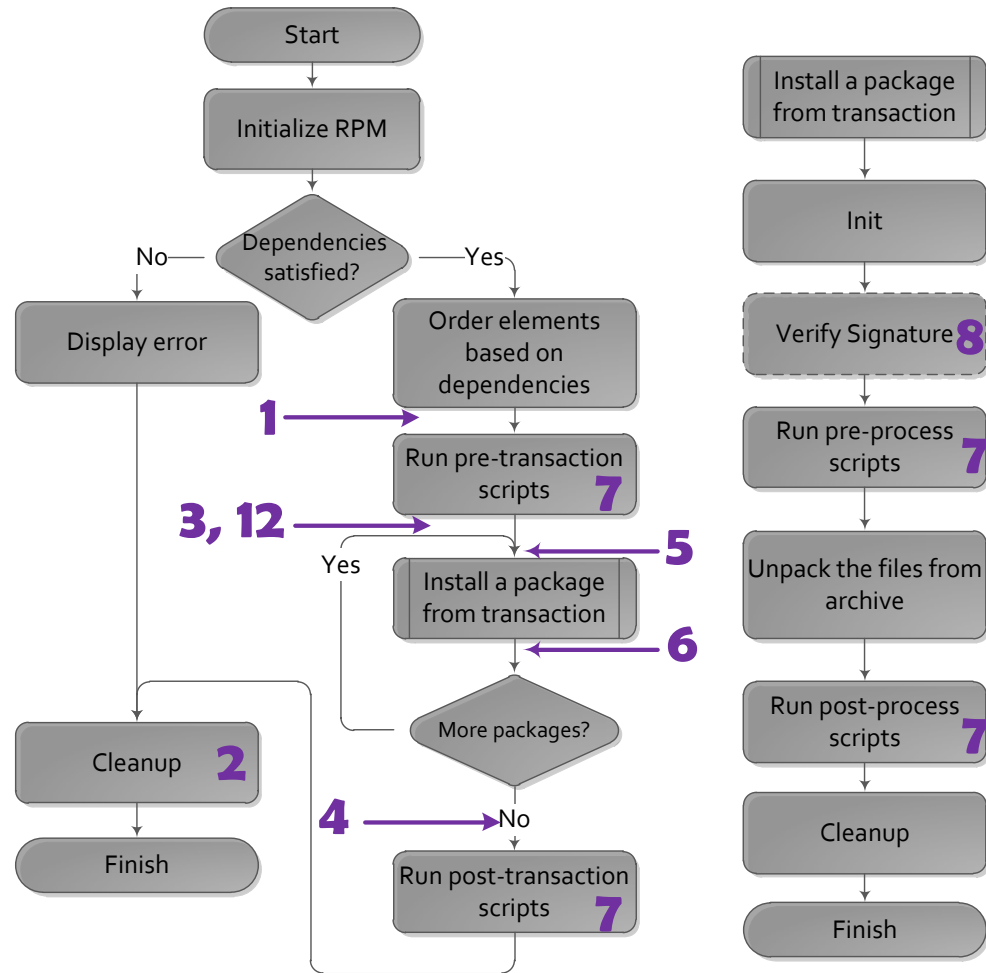 Start
Initialize RPM
Dependencies
satisfied?
No
Yes
Display error
Order elements
based on
dependencies
1
Run pre-transaction
scripts
7
3, 12
5
Yes
Install a package
from transaction
6
More packages?
Cleanup
2
4
No
Finish
Run post-transaction
scripts
7
Install a package
from transaction
Init
Verify Signature
8
Run pre-process
scripts
7
Unpack the files from
archive
Run post-process
scripts
7
Cleanup
Finish